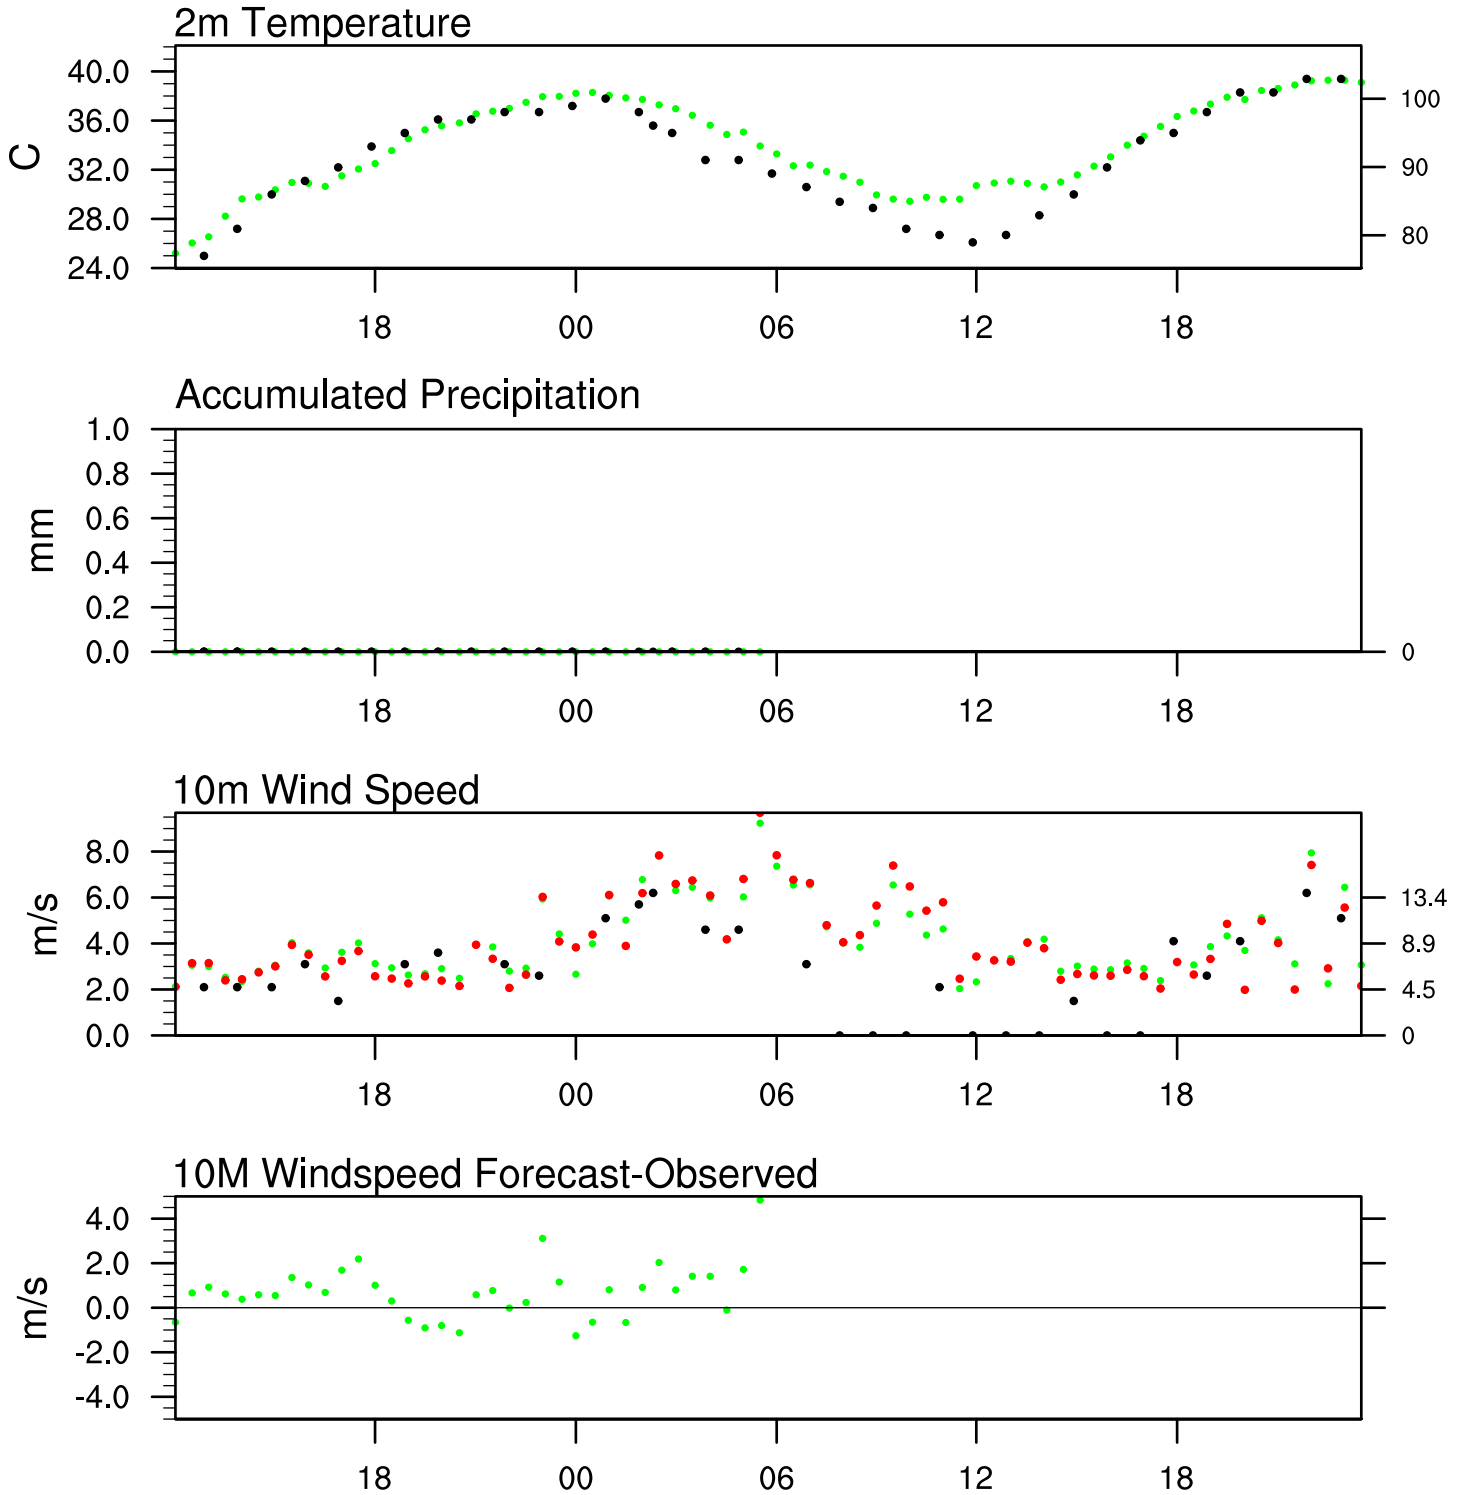 2m Temperature
C
40.0
36.0
32.0
28.0
24.0
100
90
80
18 00 06 12 18
Accumulated Precipitation
mm
1.0
0.8
0.6
0.4
0.2
0.0
0
18 00 06 12 18
10m Wind Speed
m/s
8.0
6.0
4.0
2.0
0.0
13.4
8.9
4.5
0
18 00 06 12 18
10M Windspeed Forecast-Observed
m/s
4.0
2.0
0.0
-2.0
-4.0
18 00 06 12 18